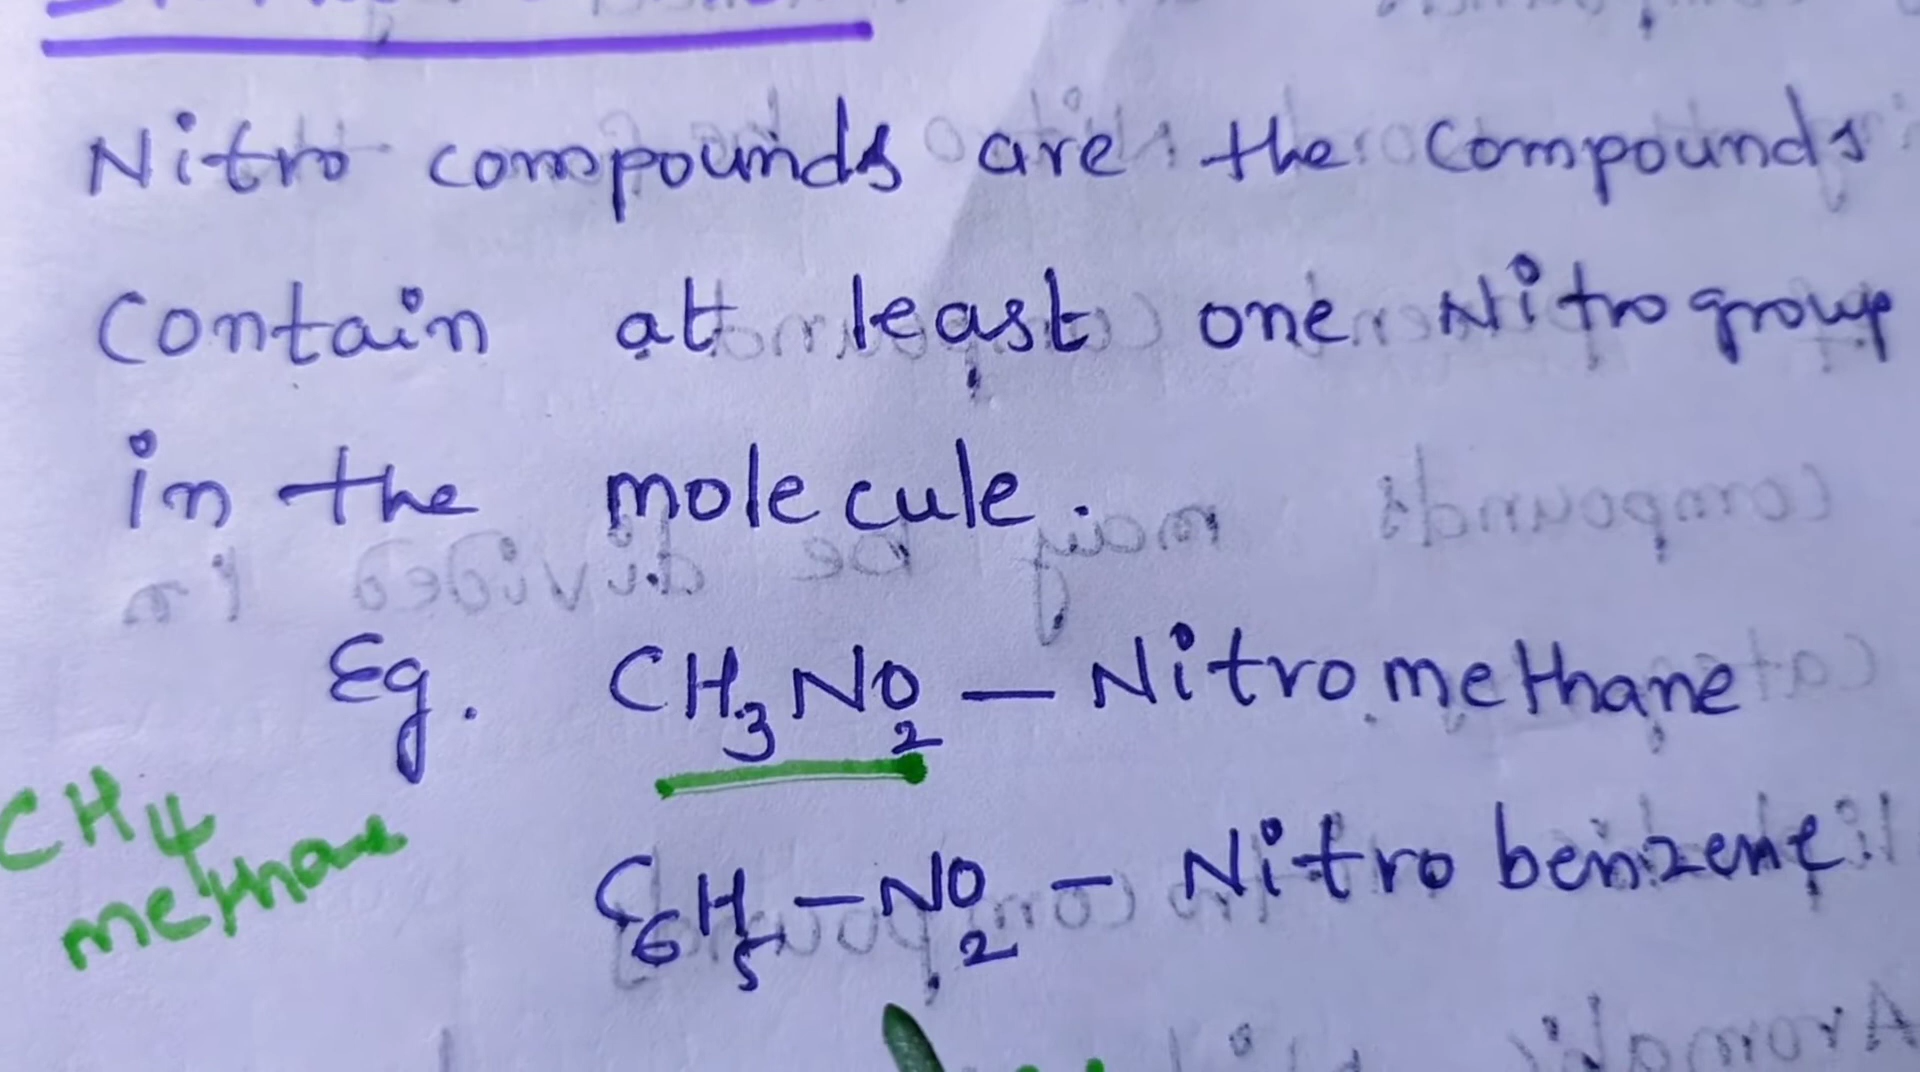 Nitro compounds are the compounds
contain at least one Nitro group
in the molecule.
Eg. CH₃NO₂ — Nitromethane
CH₄
methane
C₆H₅–NO₂ – Nitro benzene